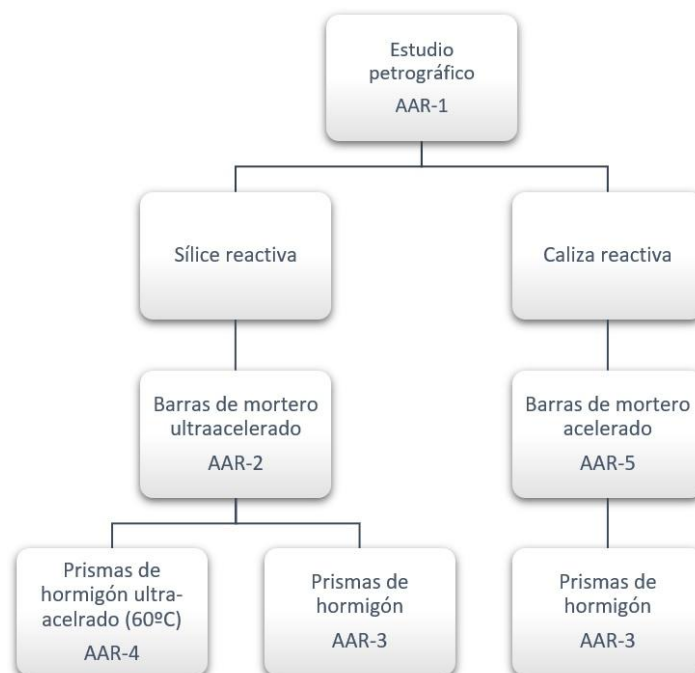 Estudio
petrográfico
AAR-1
Sílice reactiva
Caliza reactiva
Barras de mortero
ultraacelerado
AAR-2
Barras de mortero
acelerado
AAR-5
Prismas de
hormigón ultra-
acelrado (60ºC)
AAR-4
Prismas de
hormigón
AAR-3
Prismas de
hormigón
AAR-3